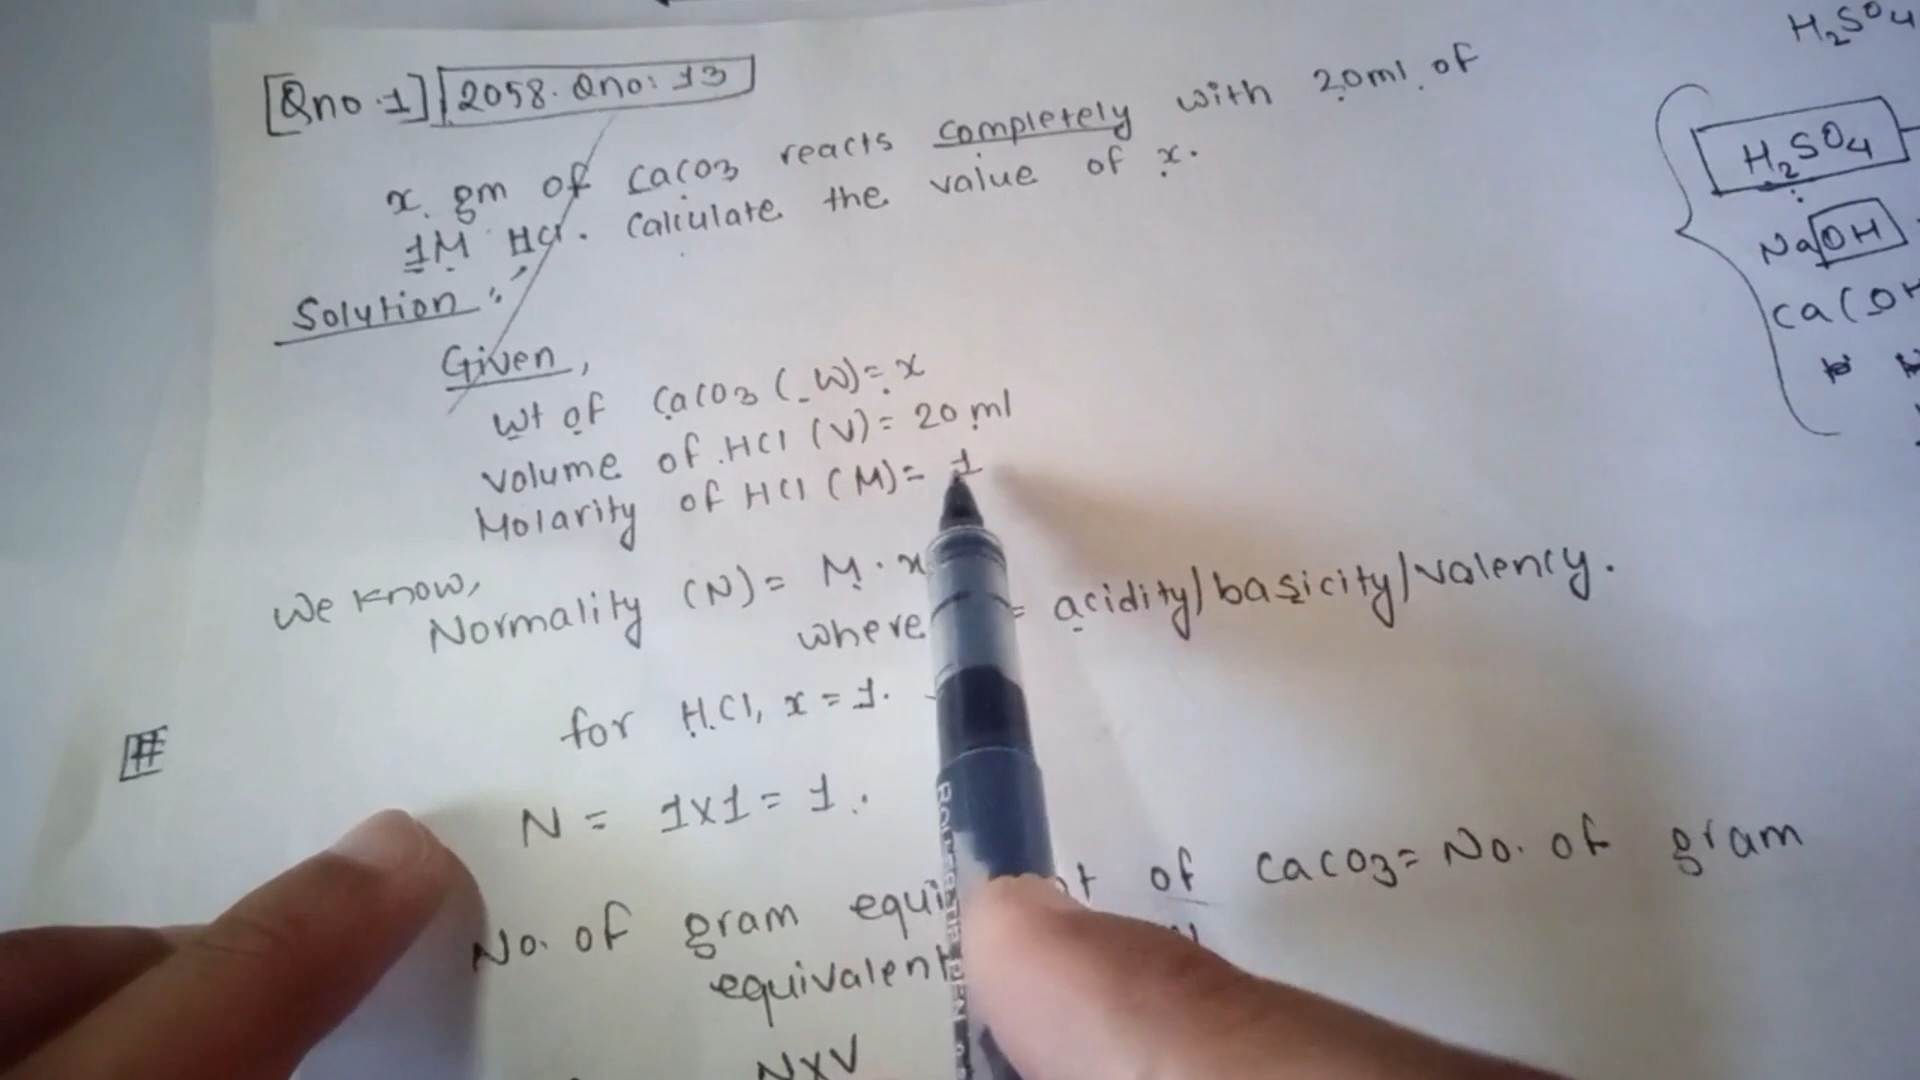 [Qno.1] 2058. Qno: 13
x gm of CaCO3 reacts completely with 20ml of
1M HCl. Calculate the value of x.
Solution:
Given,
Wt of CaCO3 (W)= x
Volume of HCl (V)= 20 ml
Molarity of HCl (M)= 1
We know,
Normality (N)= M.x
where = acidity/basicity/valency.
for HCl, x = 1.
#
N = 1x1 = 1.
No. of gram of CaCO3= No. of gram
equivalent
NxV
H2SO4
H2SO4
NaOH
Ca(OH